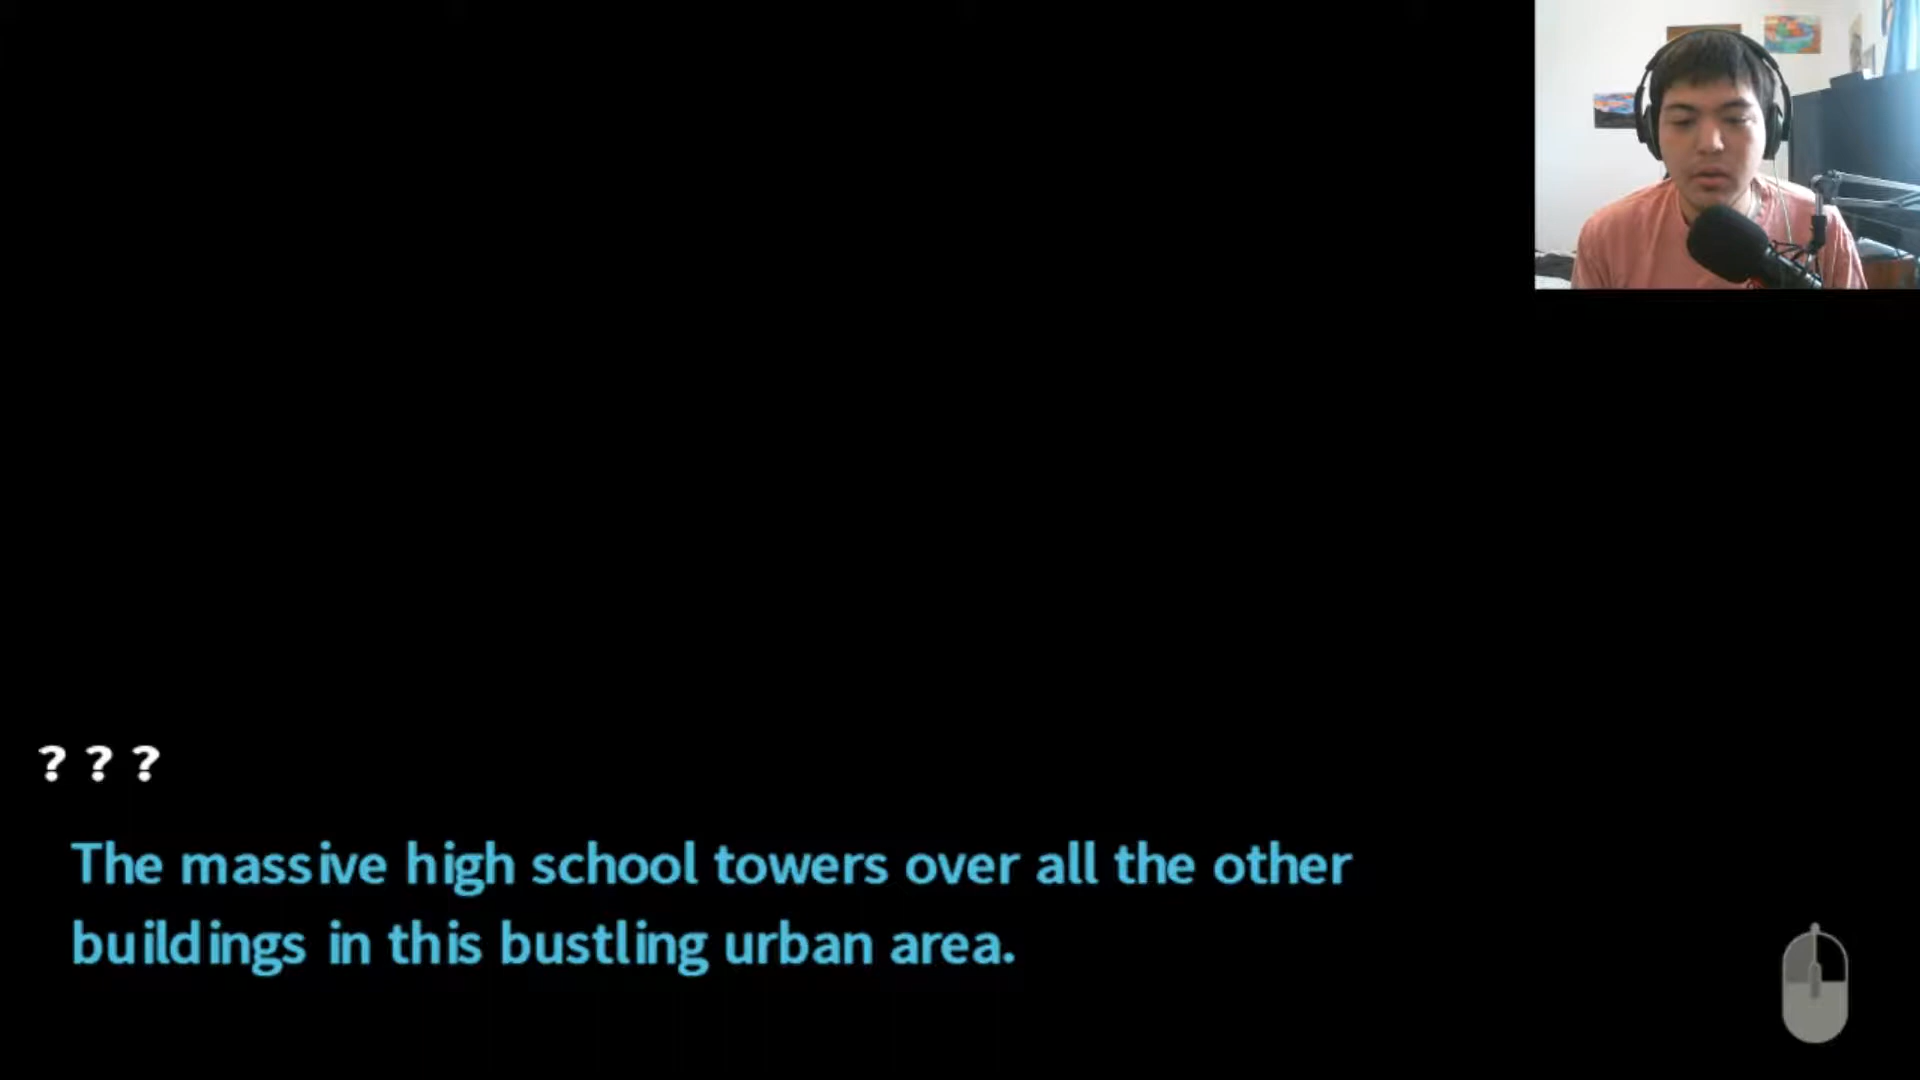 ? ? ?
The massive high school towers over all the other
buildings in this bustling urban area.